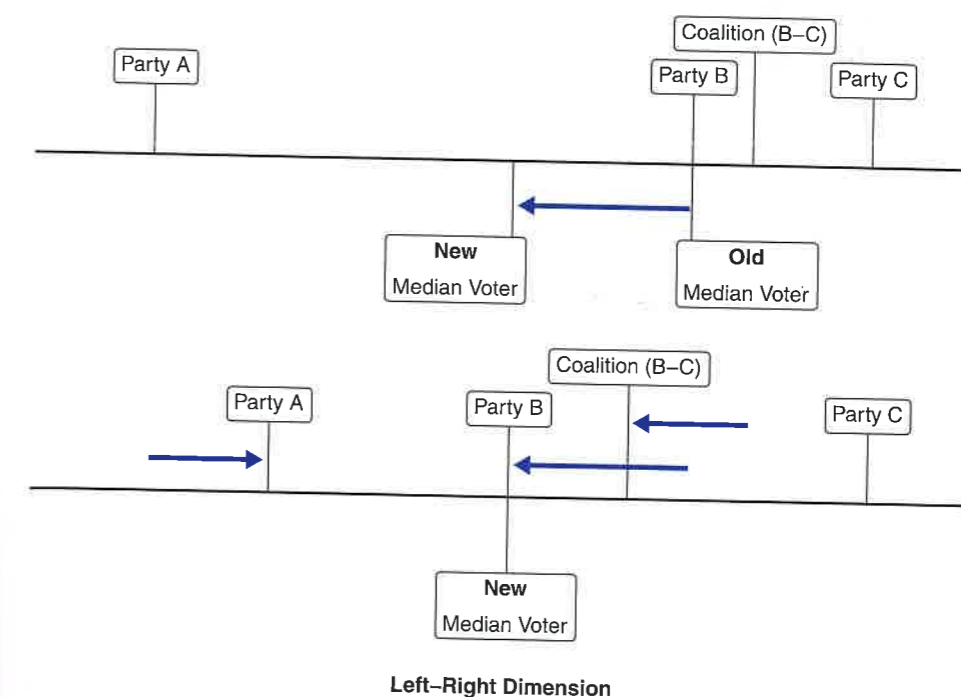 Coalition (B–C)
Party A
Party B
Party C
New
Median Voter
Old
Median Voter
Coalition (B–C)
Party A
Party B
Party C
New
Median Voter
Left–Right Dimension